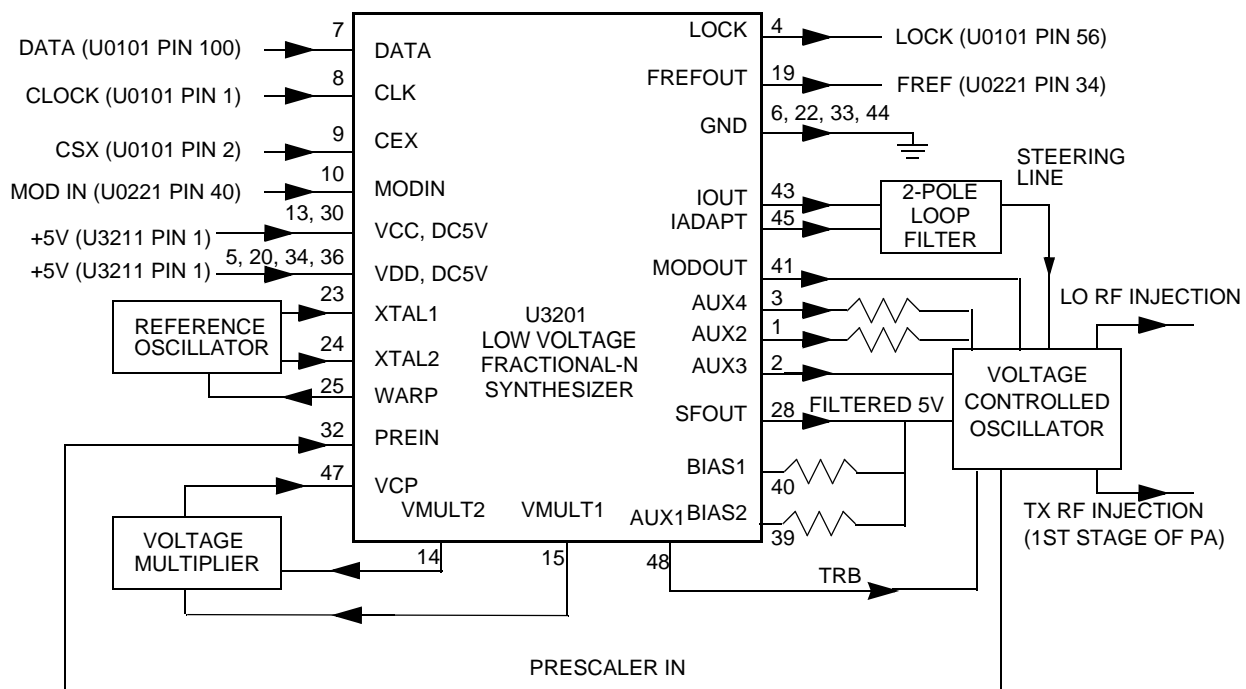 7
DATA (U0101 PIN 100)
DATA
8
CLOCK (U0101 PIN 1)
CLK
9
CSX (U0101 PIN 2)
CEX
10
MOD IN (U0221 PIN 40)
MODIN
13, 30
+5V (U3211 PIN 1)
VCC, DC5V
5, 20, 34, 36
+5V (U3211 PIN 1)
VDD, DC5V
23
XTAL1
REFERENCE
OSCILLATOR
24
XTAL2
25
WARP
32
PREIN
47
VCP
VOLTAGE
MULTIPLIER
VMULT2
14
VMULT1
15
AUX1
48
U3201
LOW VOLTAGE
FRACTIONAL-N
SYNTHESIZER
LOCK
4
LOCK (U0101 PIN 56)
FREFOUT
19
FREF (U0221 PIN 34)
GND
6, 22, 33, 44
IOUT
43
IADAPT
45
2-POLE
LOOP
FILTER
STEERING
LINE
MODOUT
41
AUX4
3
AUX2
1
AUX3
2
SFOUT
28
FILTERED 5V
BIAS1
40
BIAS2
39
LO RF INJECTION
VOLTAGE
CONTROLLED
OSCILLATOR
TX RF INJECTION
(1ST STAGE OF PA)
TRB
PRESCALER IN